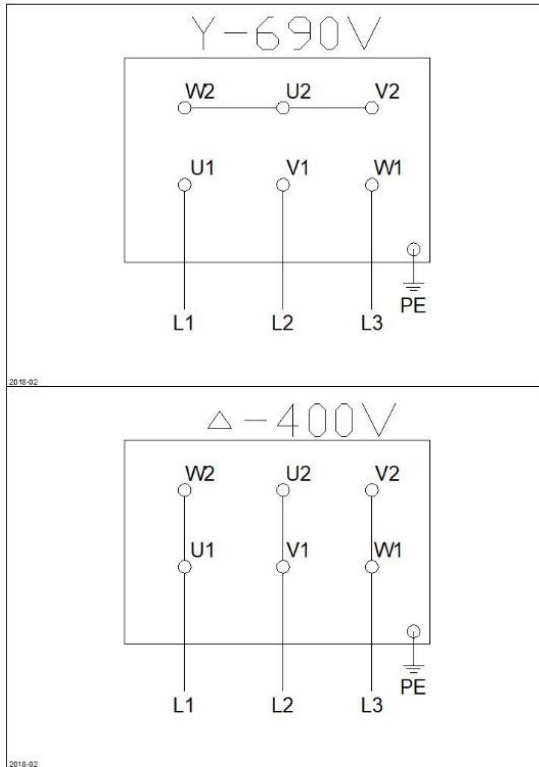 Y-690V
W2 U2 V2
U1 V1 W1
L1 L2 L3 PE
2018-02
△-400V
W2 U2 V2
U1 V1 W1
L1 L2 L3 PE
2018-02